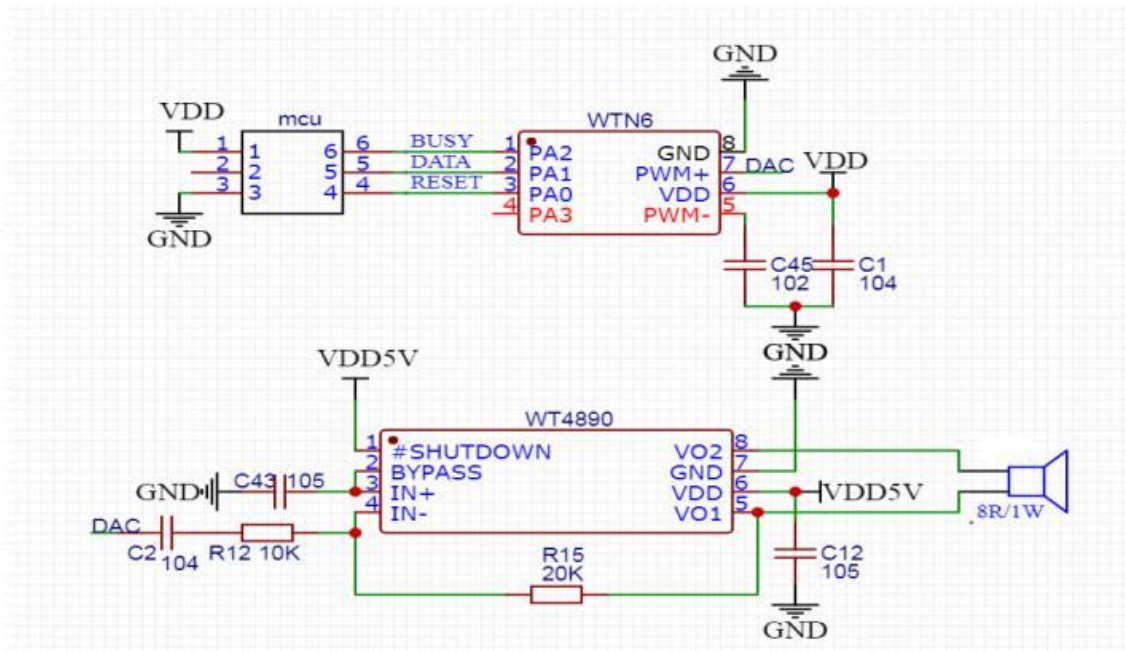 GND
VDD
mcu
WTN6
1 1 6 6 BUSY 1 PA2 GND 8
2 2 5 5 DATA 2 PA1 PWM+ 7 DAC VDD
3 3 4 4 RESET 3 PA0 VDD 6
4 PA3 PWM- 5
GND
C45 C1
102 104
GND
VDD5V
WT4890
1 #SHUTDOWN VO2 8
2 BYPASS GND 7
GND C43 105 3 IN+ VDD 6 VDD5V
4 IN- VO1 5 8R/1W
DAC
C2 104 R12 10K
R15
20K
C12
105
GND